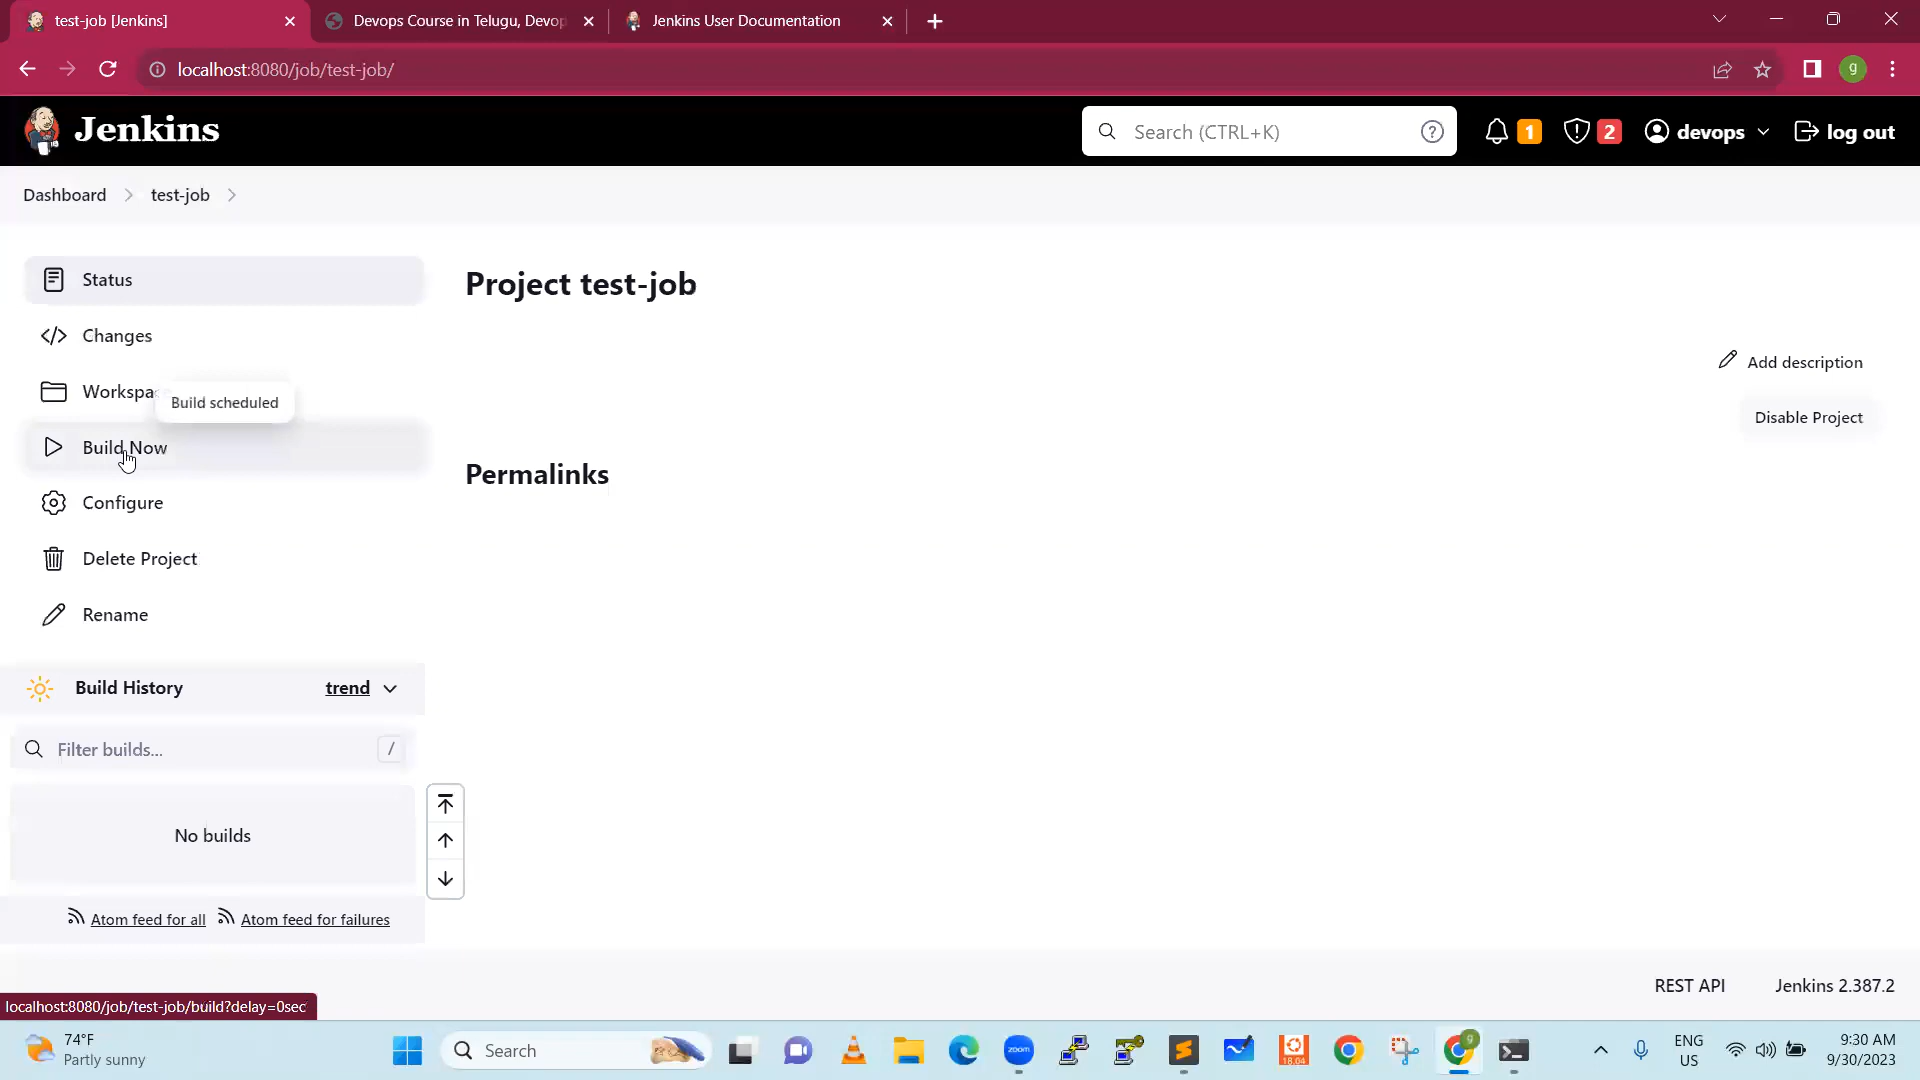 test-job [Jenkins]
Devops Course in Telugu, Devop
Jenkins User Documentation
localhost:8080/job/test-job/
g
Jenkins
Search (CTRL+K)
?
1
2
devops
log out
Dashboard
test-job
Status
Project test-job
Changes
Add description
Workspac
Build scheduled
Disable Project
Build Now
Permalinks
Configure
Delete Project
Rename
Build History
trend
Filter builds...
/
No builds
Atom feed for all
Atom feed for failures
REST API
Jenkins 2.387.2
localhost:8080/job/test-job/build?delay=0sec
74°F
Partly sunny
Search
zoom
18.04
g
ENG
US
9:30 AM
9/30/2023